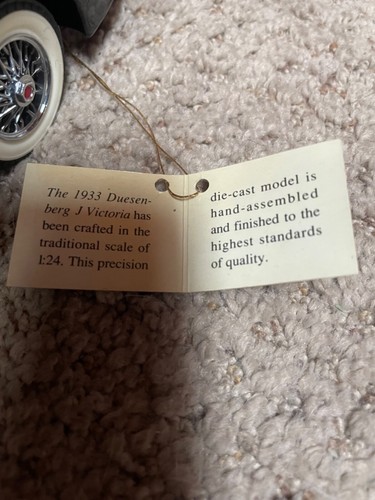 The 1933 Duesen-
berg J Victoria has
been crafted in the
traditional scale of
1:24. This precision
die-cast model is
hand-assembled
and finished to the
highest standards
of quality.